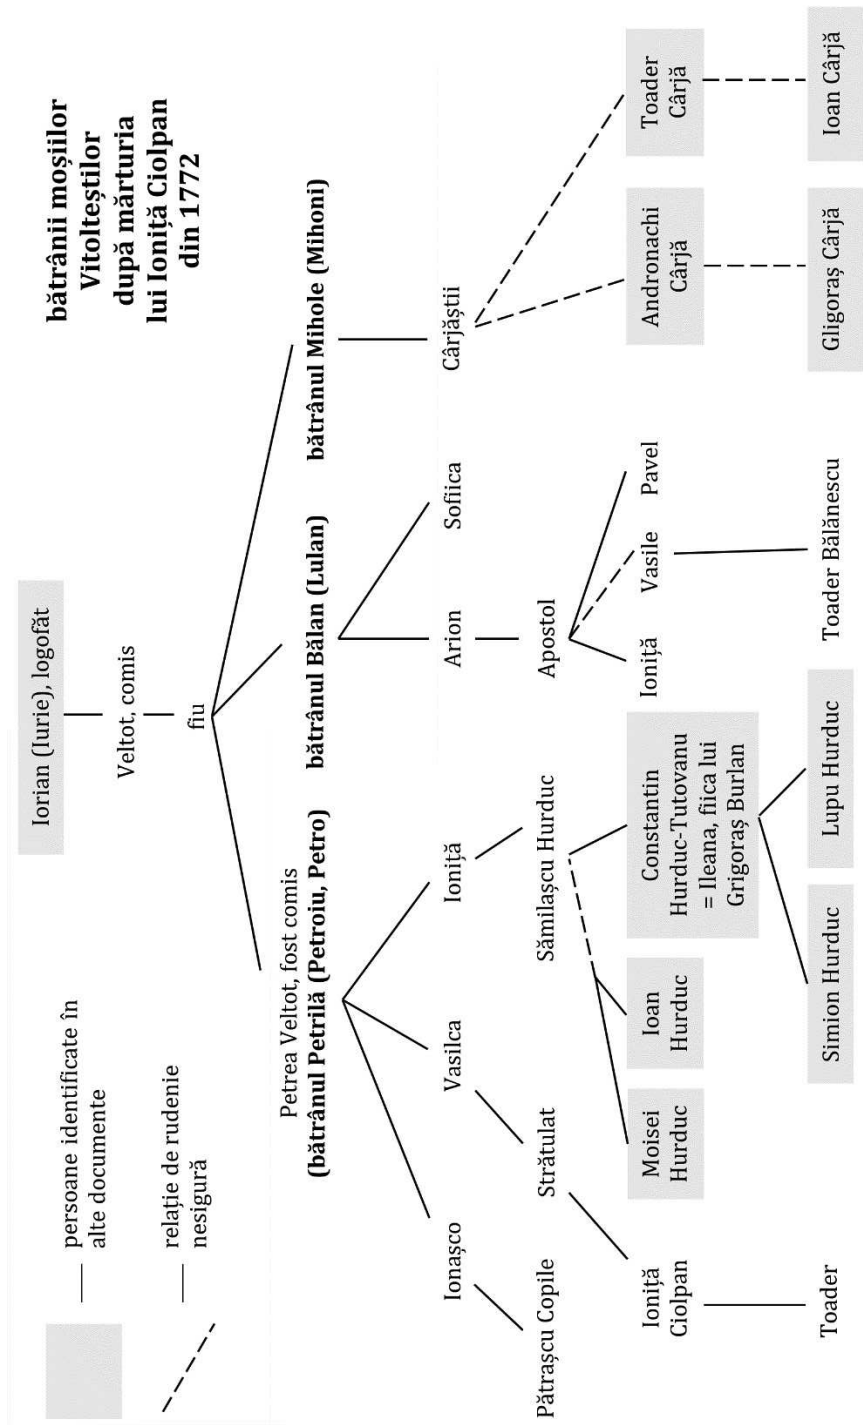 bătrânii moșiilor
Vitolteștilor
după mărturia
lui Ioniță Ciolpan
din 1772
persoane identificate în
alte documente
relație de rudenie
nesigură
Iorian (Iurie), logofăt
Veltot, comis
fiu
Petrea Veltot, fost comis
(bătrânul Petrilă (Petroiu, Petro)
bătrânul Bălan (Lulan)
bătrânul Mihole (Mihoni)
Ionașco
Vasilca
Ioniță
Arion
Sofiica
Cârjăștii
Pătrașcu Copile
Strătulat
Sămilașcu Hurduc
Apostol
Ioniță
Ciolpan
Moisei
Hurduc
Ioan
Hurduc
Constantin
Hurduc-Tutovanu
= Ileana, fiica lui
Grigoraș Burlan
Ioniță
Vasile
Pavel
Andronachi
Cârjă
Toader
Cârjă
Toader
Simion Hurduc
Lupu Hurduc
Toader Bălănescu
Gligoraș Cârjă
Ioan Cârjă